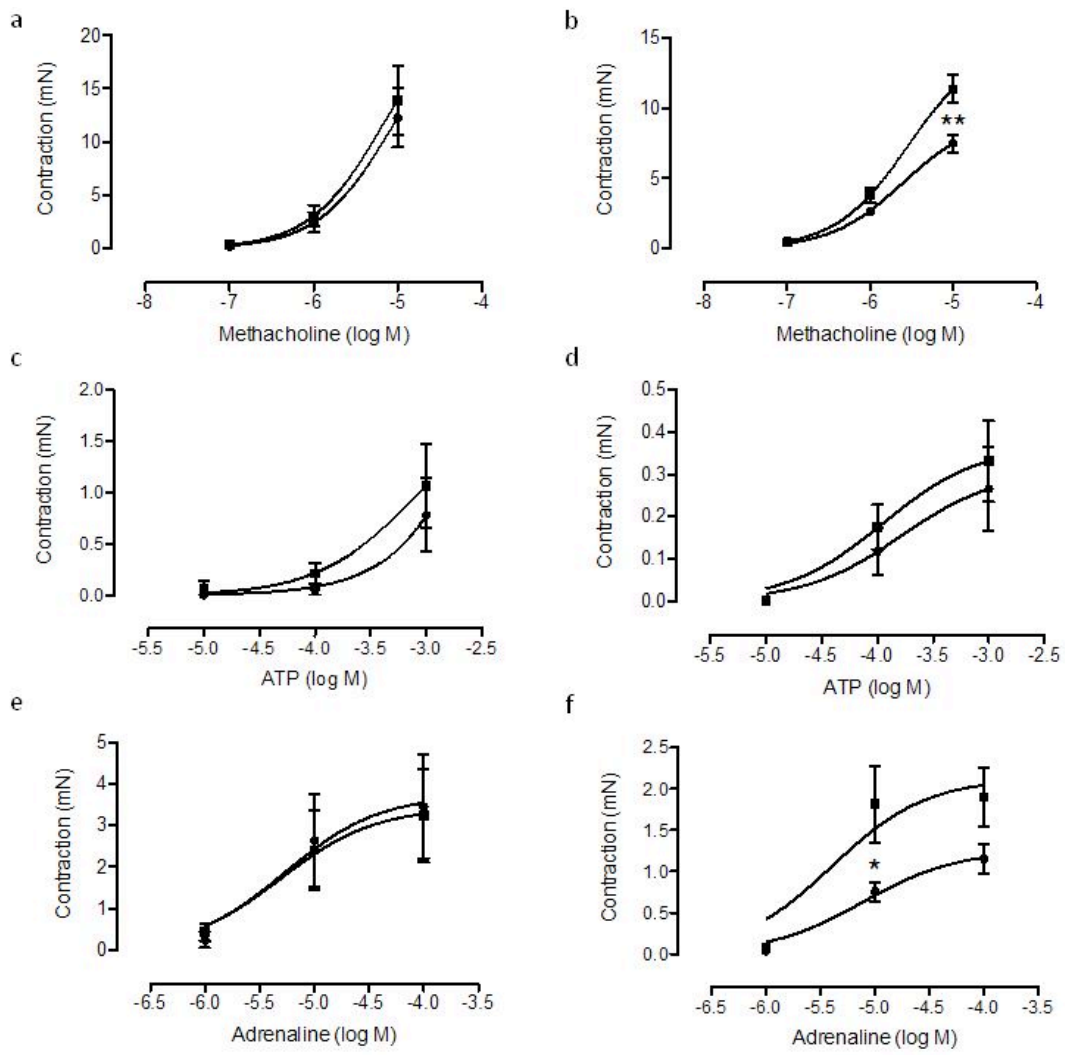 a
20
15
10
5
0
Contraction (mN)
-8 -7 -6 -5 -4
Methacholine (log M)
b
15
10
5
0
Contraction (mN)
**
-8 -7 -6 -5 -4
Methacholine (log M)
c
2.0
1.5
1.0
0.5
0.0
Contraction (mN)
-5.5 -5.0 -4.5 -4.0 -3.5 -3.0 -2.5
ATP (log M)
d
0.5
0.4
0.3
0.2
0.1
0.0
Contraction (mN)
-5.5 -5.0 -4.5 -4.0 -3.5 -3.0 -2.5
ATP (log M)
e
5
4
3
2
1
0
Contraction (mN)
-6.5 -6.0 -5.5 -5.0 -4.5 -4.0 -3.5
Adrenaline (log M)
f
2.5
2.0
1.5
1.0
0.5
0.0
Contraction (mN)
*
-6.5 -6.0 -5.5 -5.0 -4.5 -4.0 -3.5
Adrenaline (log M)